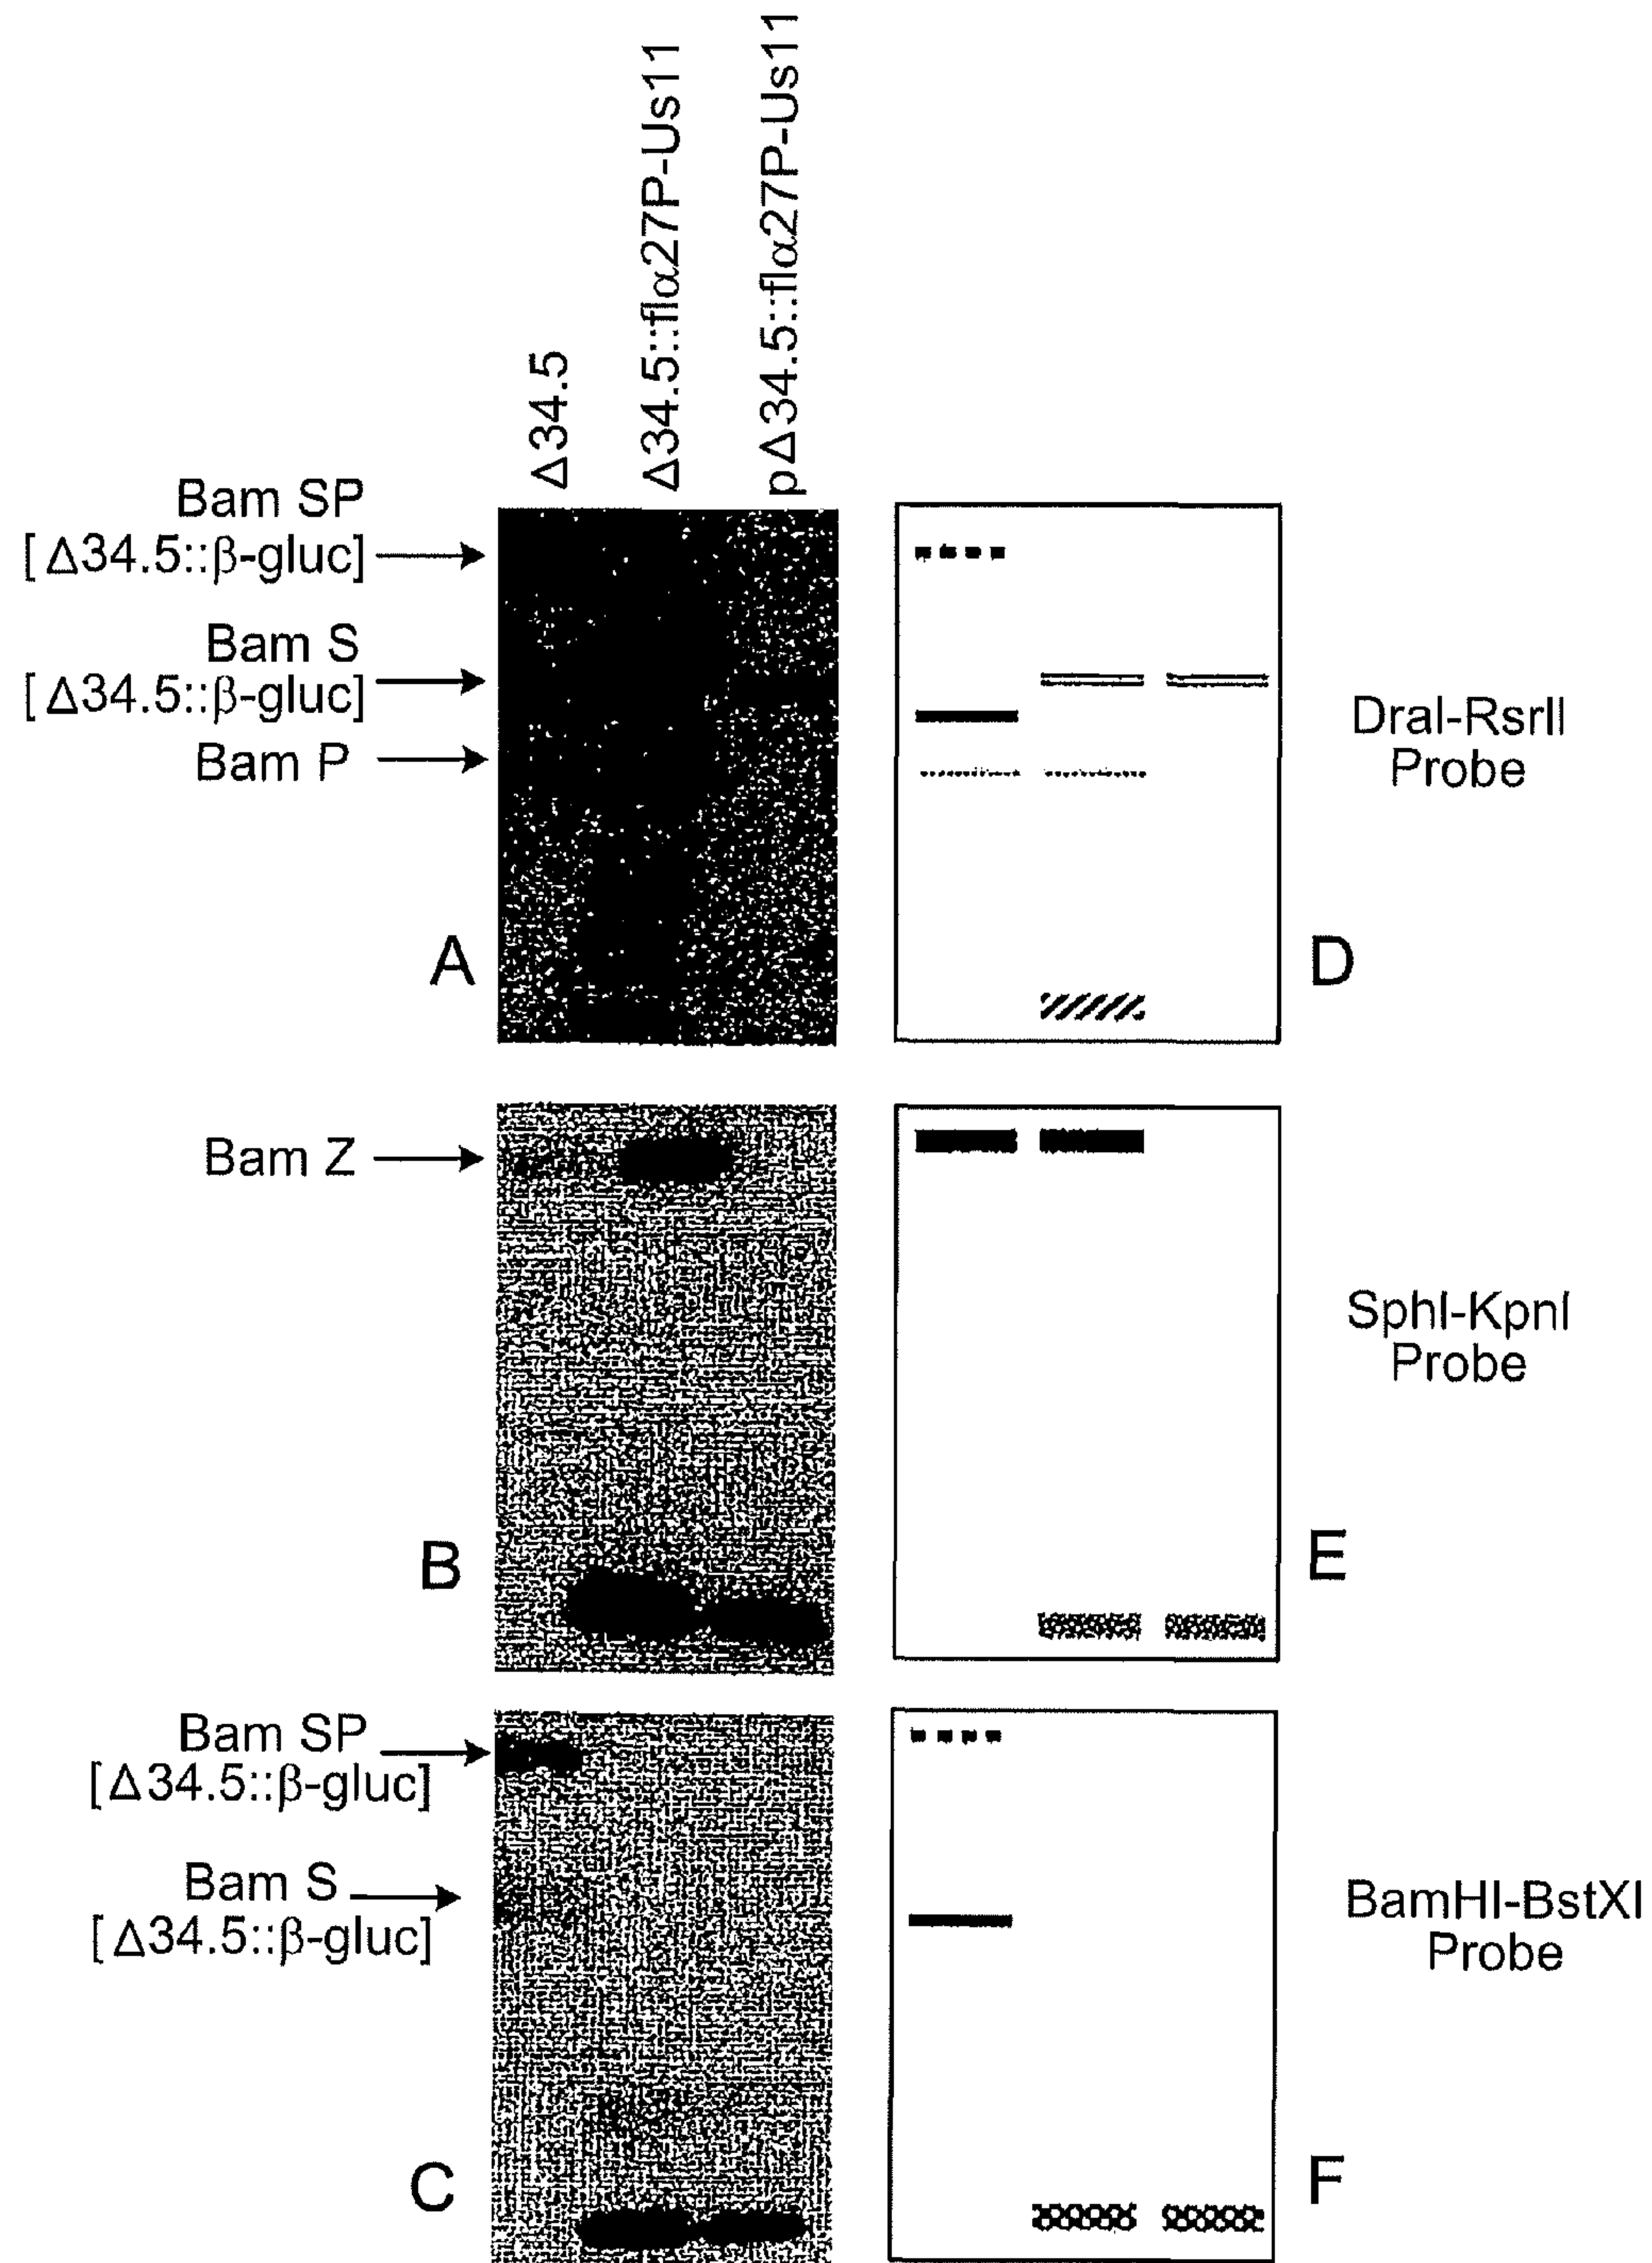 Δ34.5
Δ34.5::flα27P-Us11
pΔ34.5::flα27P-Us11
Bam SP
[Δ34.5::β-gluc]
Bam S
[Δ34.5::β-gluc]
Bam P
A
D
DraI-RsrII
Probe
Bam Z
B
E
SphI-KpnI
Probe
Bam SP
[Δ34.5::β-gluc]
Bam S
[Δ34.5::β-gluc]
C
F
BamHI-BstXI
Probe